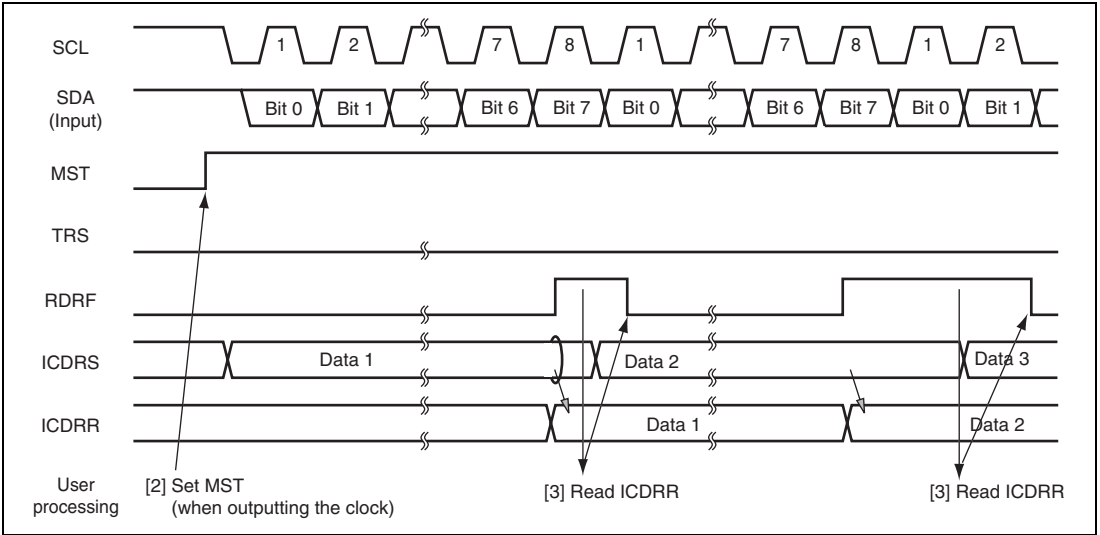 SCL 1 2 7 8 1 7 8 1 2
SDA
(Input) Bit 0 Bit 1 Bit 6 Bit 7 Bit 0 Bit 6 Bit 7 Bit 0 Bit 1
MST
TRS
RDRF
ICDRS Data 1 Data 2 Data 3
ICDRR Data 1 Data 2
User
processing
[2] Set MST
(when outputting the clock)
[3] Read ICDRR
[3] Read ICDRR